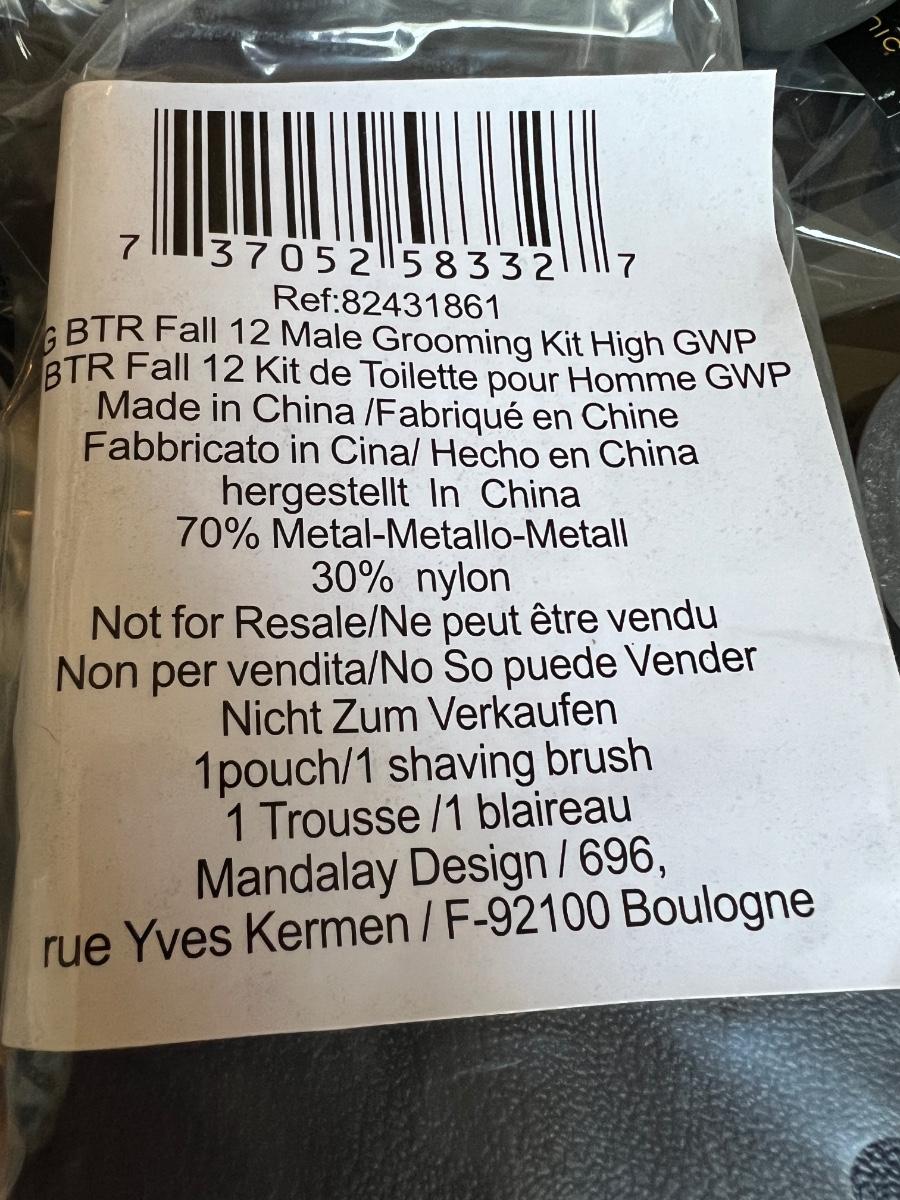 7 37052 58332 7
Ref:82431861
G BTR Fall 12 Male Grooming Kit High GWP
BTR Fall 12 Kit de Toilette pour Homme GWP
Made in China /Fabriqué en Chine
Fabbricato in Cina/ Hecho en China
hergestellt In China
70% Metal-Metallo-Metall
30% nylon
Not for Resale/Ne peut être vendu
Non per vendita/No So puede Vender
Nicht Zum Verkaufen
1pouch/1 shaving brush
1 Trousse /1 blaireau
Mandalay Design / 696,
rue Yves Kermen / F-92100 Boulogne